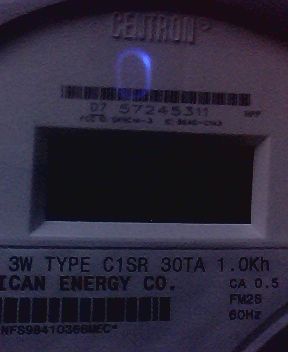 CENTRON®
07 57245311
3W TYPE C1SR 30TA 1.0Kh
ICAN ENERGY CO.
CA 0.5
FM2S
60Hz